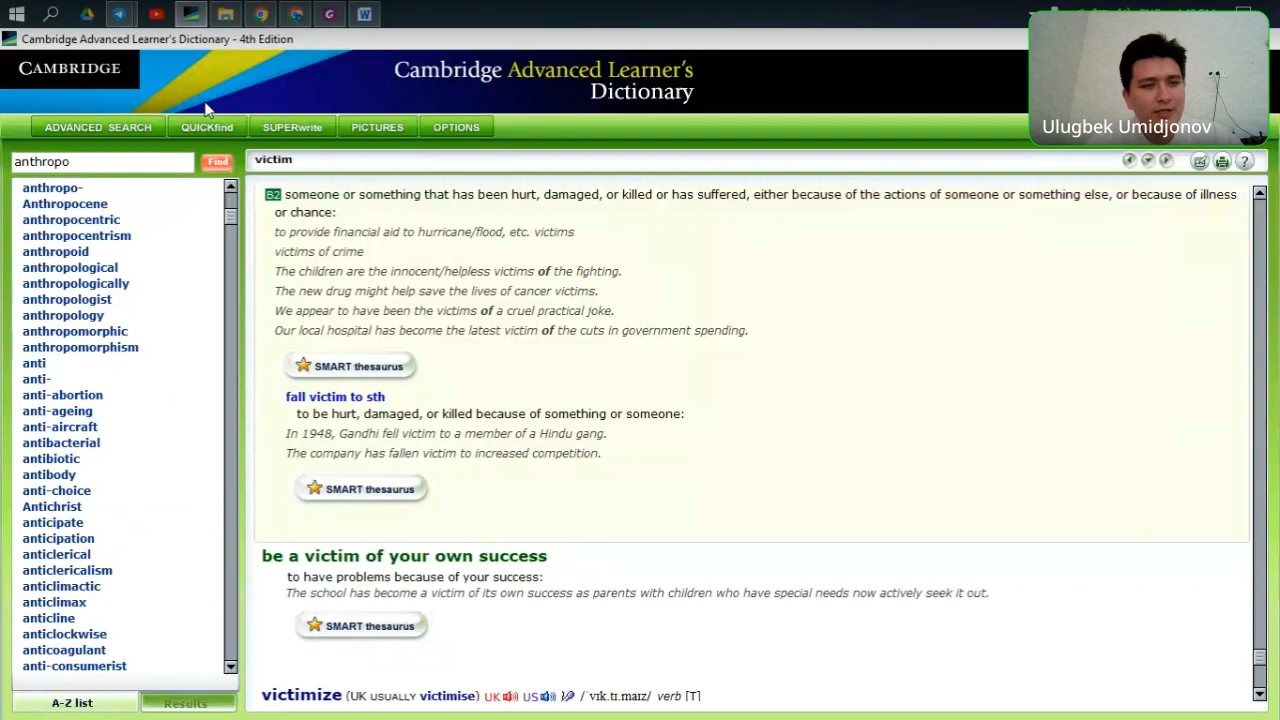 Cambridge Advanced Learner's Dictionary - 4th Edition
CAMBRIDGE
Cambridge Advanced Learner's
Dictionary
Ulugbek Umidjonov
ADVANCED SEARCH QUICKfind SUPERwrite PICTURES OPTIONS
anthropo Find
anthropo-
Anthropocene
anthropocentric
anthropocentrism
anthropoid
anthropological
anthropologically
anthropologist
anthropology
anthropomorphic
anthropomorphism
anti
anti-
anti-abortion
anti-ageing
anti-aircraft
antibacterial
antibiotic
antibody
anti-choice
Antichrist
anticipate
anticipation
anticlerical
anticlericalism
anticlimactic
anticlimax
anticline
anticlockwise
anticoagulant
anti-consumerist
A-Z list Results
victim
B2 someone or something that has been hurt, damaged, or killed or has suffered, either because of the actions of someone or something else, or because of illness
or chance:
to provide financial aid to hurricane/flood, etc. victims
victims of crime
The children are the innocent/helpless victims of the fighting.
The new drug might help save the lives of cancer victims.
We appear to have been the victims of a cruel practical joke.
Our local hospital has become the latest victim of the cuts in government spending.
SMART thesaurus
fall victim to sth
to be hurt, damaged, or killed because of something or someone:
In 1948, Gandhi fell victim to a member of a Hindu gang.
The company has fallen victim to increased competition.
SMART thesaurus
be a victim of your own success
to have problems because of your success:
The school has become a victim of its own success as parents with children who have special needs now actively seek it out.
SMART thesaurus
victimize (UK USUALLY victimise) UK US /ˈvɪk.tɪ.maɪz/ verb [T]